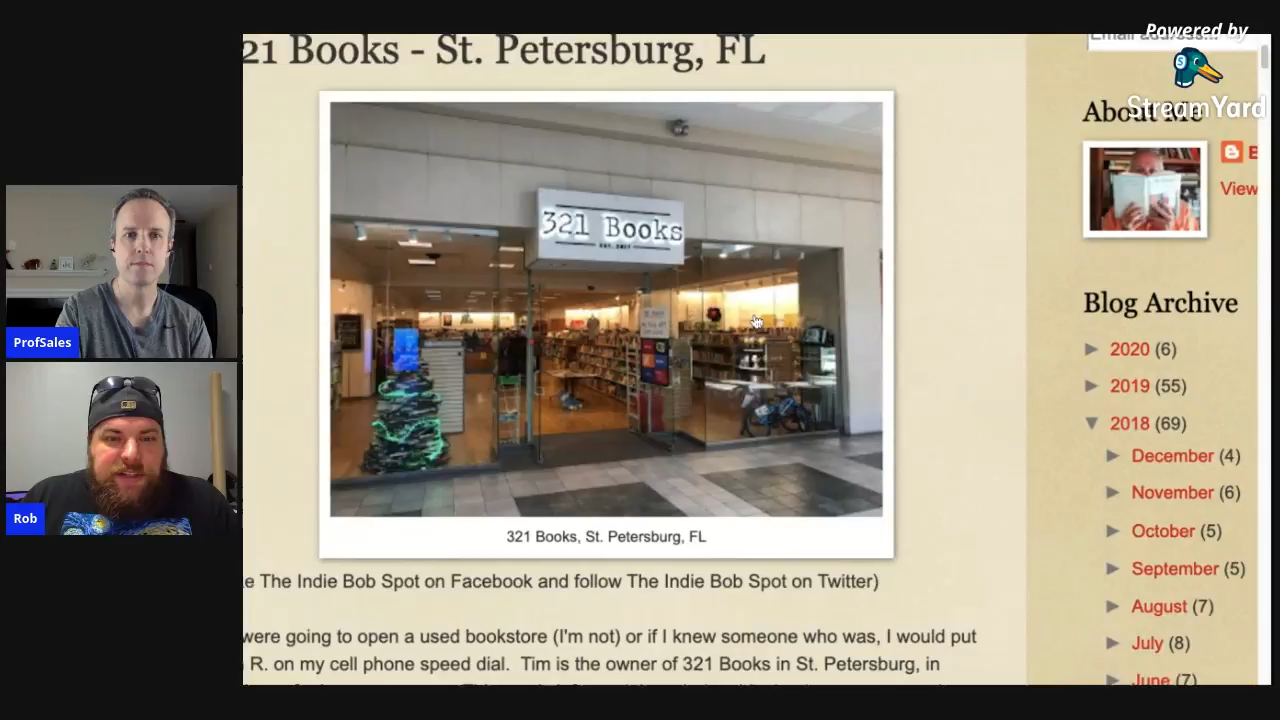 Powered by
StreamYard
21 Books - St. Petersburg, FL
321 Books
321 Books, St. Petersburg, FL
e The Indie Bob Spot on Facebook and follow The Indie Bob Spot on Twitter)
were going to open a used bookstore (I'm not) or if I knew someone who was, I would put
R. on my cell phone speed dial. Tim is the owner of 321 Books in St. Petersburg, in
Email address...
About Me
View
Blog Archive
► 2020 (6)
► 2019 (55)
▼ 2018 (69)
► December (4)
► November (6)
► October (5)
► September (5)
► August (7)
► July (8)
► June (7)
ProfSales
Rob